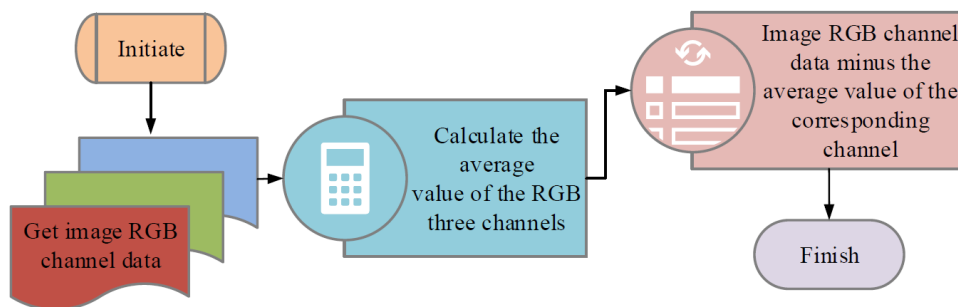 Initiate
Get image RGB
channel data
Calculate the
average
value of the RGB
three channels
Image RGB channel
data minus the
average value of the
corresponding
channel
Finish